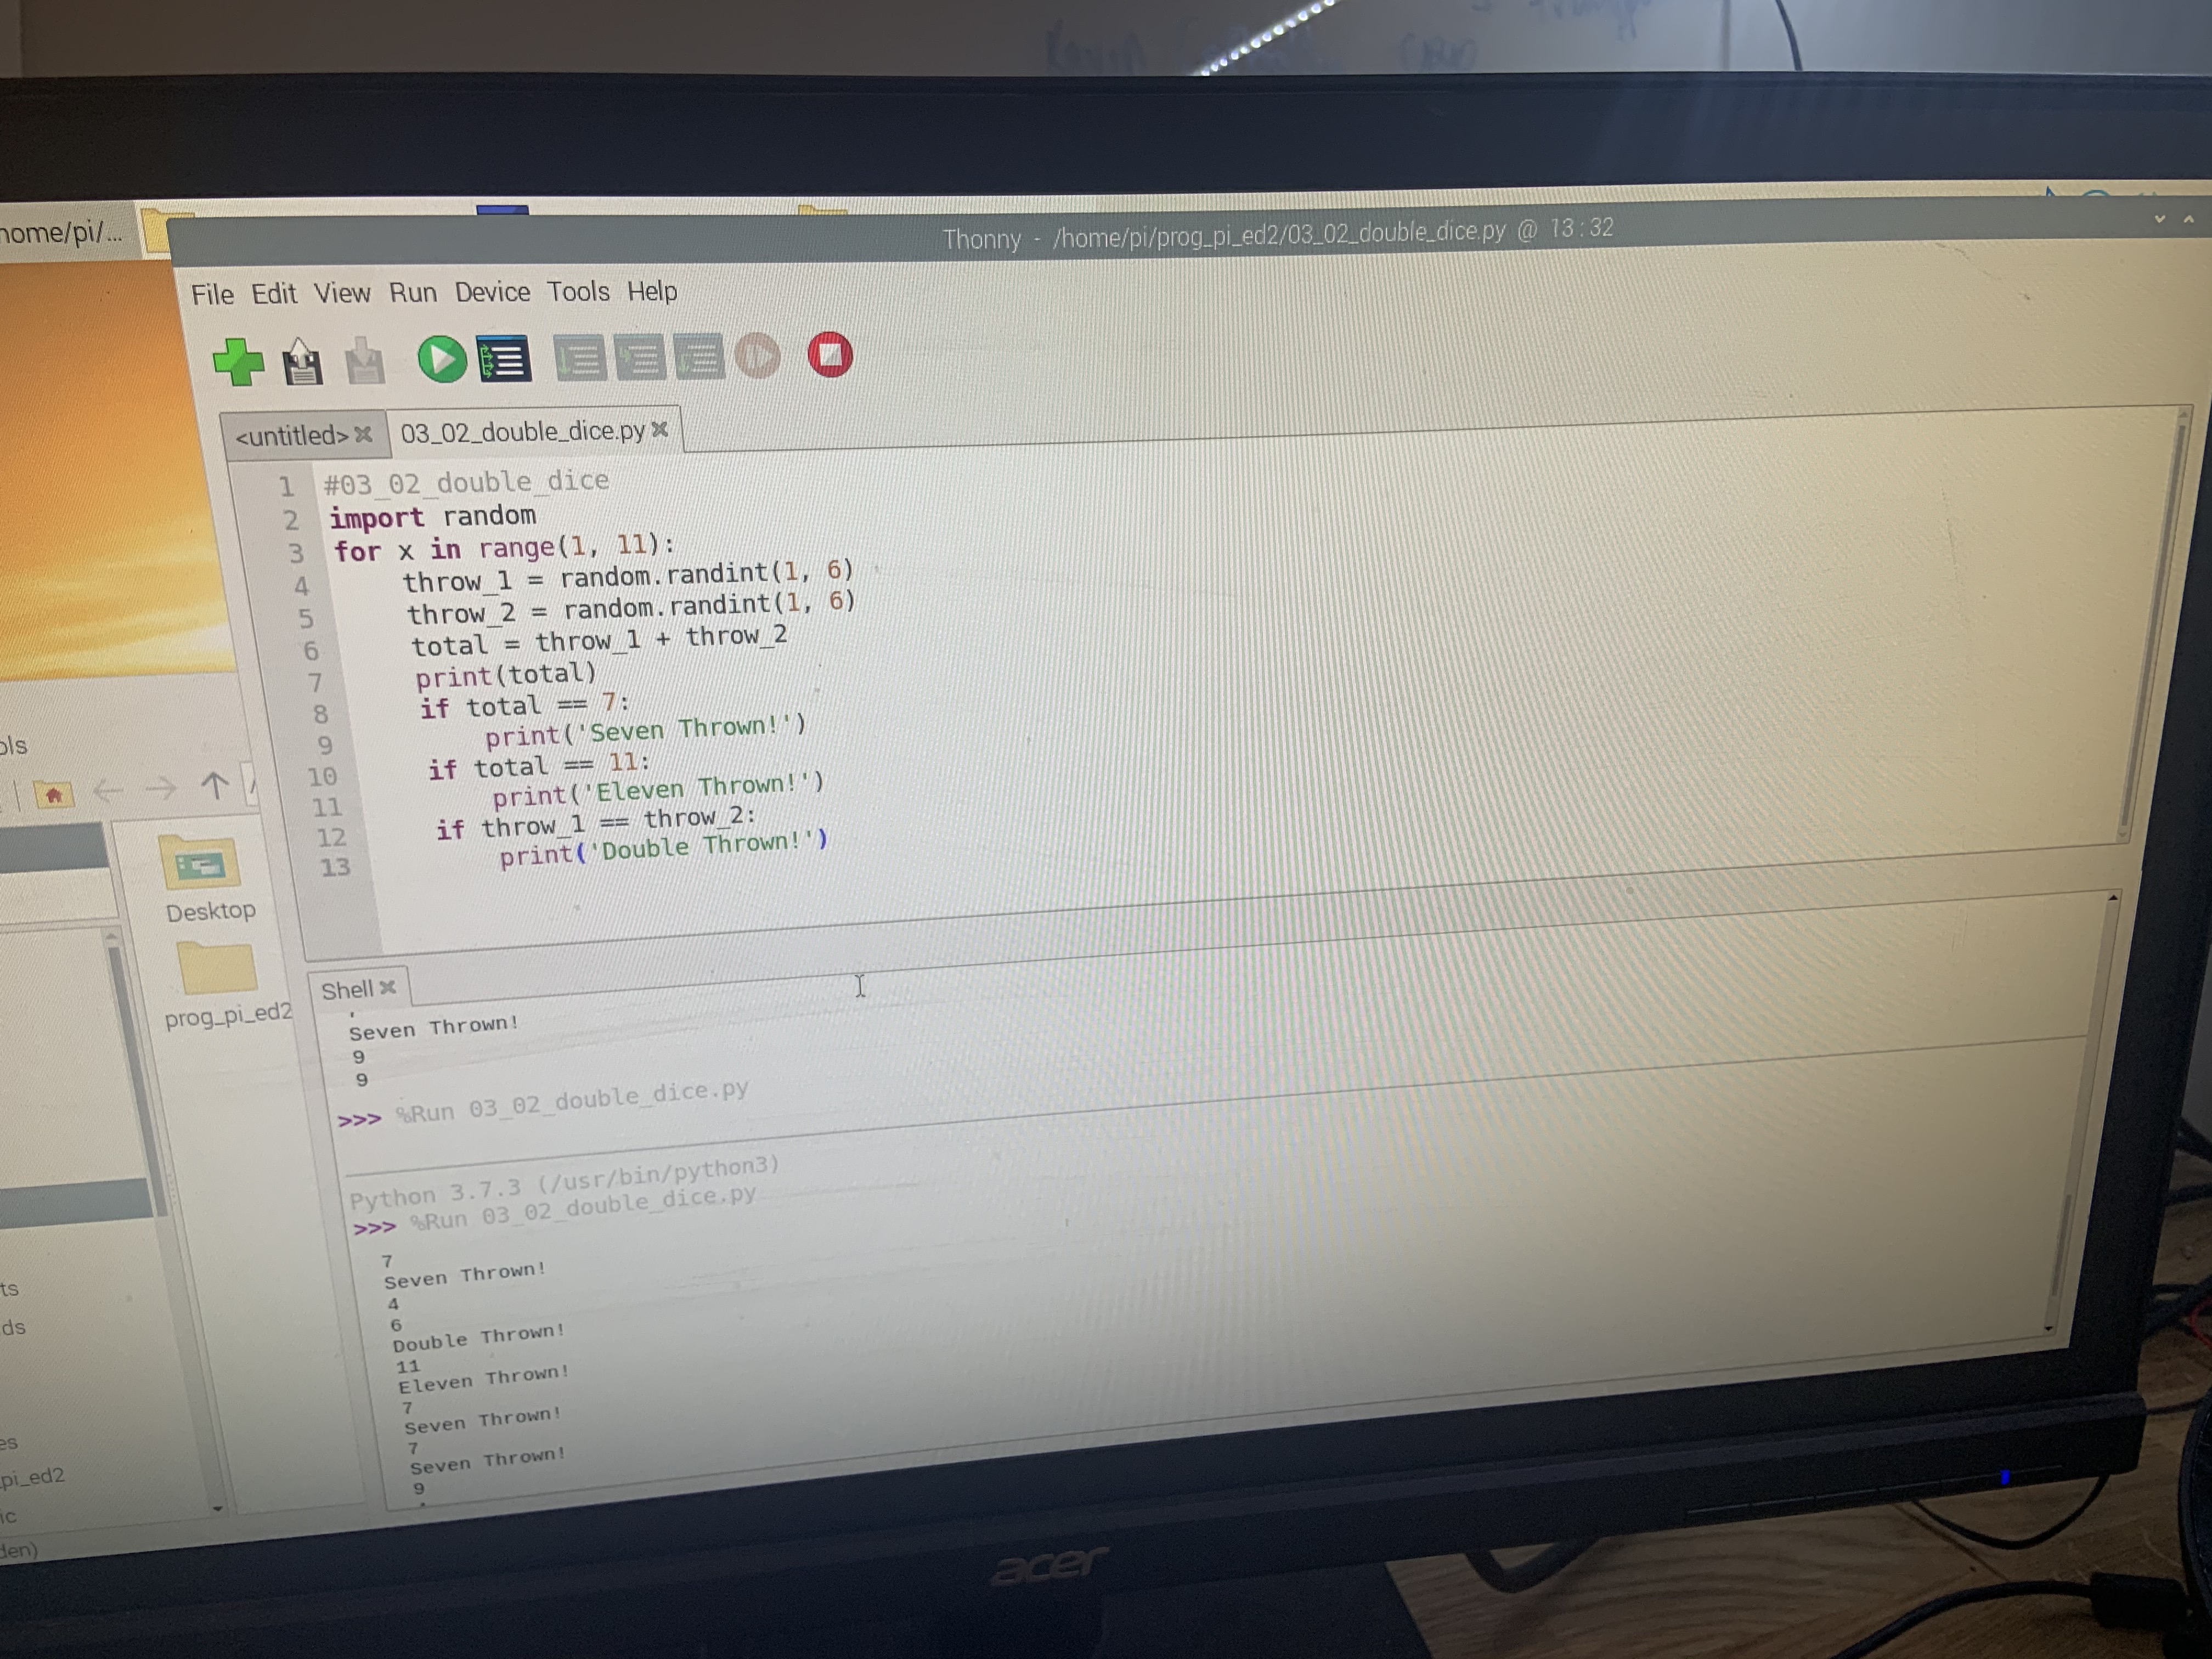 home/pi/...
Thonny - /home/pi/prog_pi_ed2/03_02_double_dice.py @ 13:32
File Edit View Run Device Tools Help
<untitled> 03_02_double_dice.py
1 #03_02_double_dice
2 import random
3 for x in range(1, 11):
4 throw_1 = random.randint(1, 6)
5 throw_2 = random.randint(1, 6)
6 total = throw_1 + throw_2
7 print(total)
8 if total == 7:
9 print('Seven Thrown!')
10 if total == 11:
11 print('Eleven Thrown!')
12 if throw_1 == throw_2:
13 print('Double Thrown!')
ols
Desktop
prog_pi_ed2
ts
ds
es
pi_ed2
ic
den)
Shell
Seven Thrown!
9
9
>>> %Run 03_02_double_dice.py
Python 3.7.3 (/usr/bin/python3)
>>> %Run 03_02_double_dice.py
7
Seven Thrown!
4
6
Double Thrown!
11
Eleven Thrown!
7
Seven Thrown!
7
Seven Thrown!
9
acer